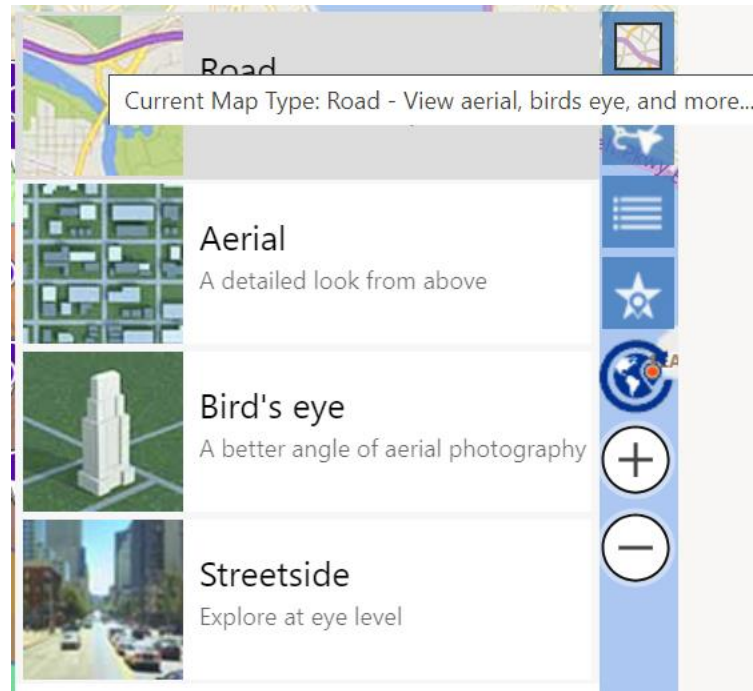 Road
Current Map Type: Road - View aerial, birds eye, and more...
Aerial
A detailed look from above
Bird's eye
A better angle of aerial photography
Streetside
Explore at eye level